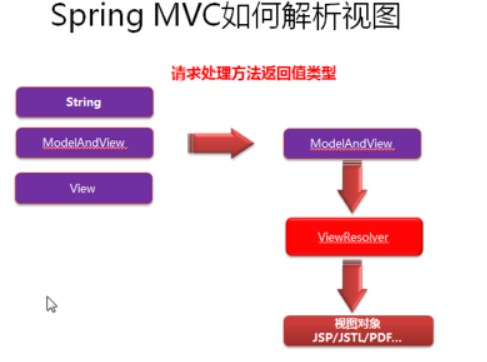 Spring MVC如何解析视图
请求处理方法返回值类型
String
ModelAndView
ModelAndView
View
ViewResolver
视图对象
JSP/JSTL/PDF...